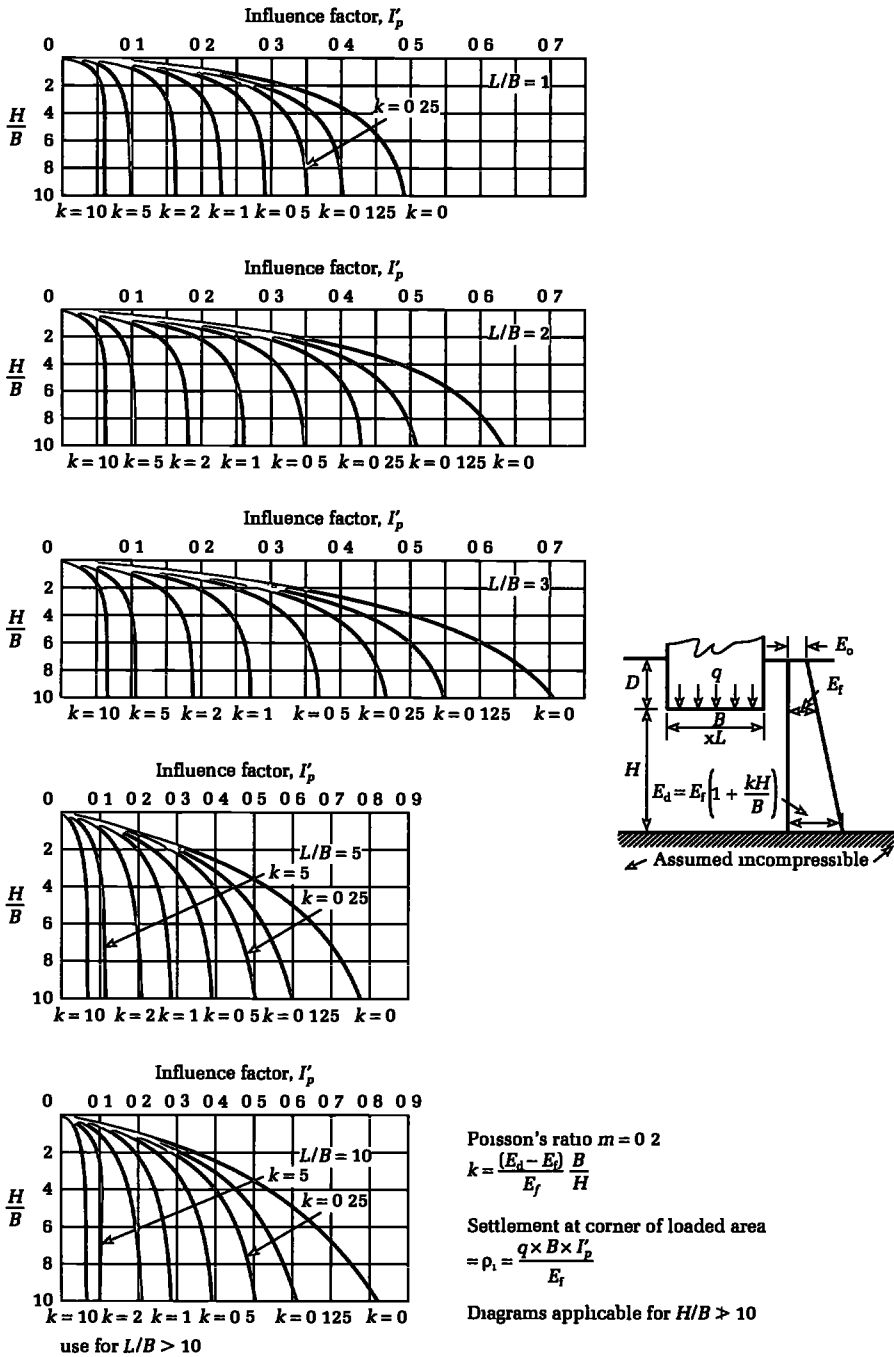 Influence factor, I′p
0 0 1 0 2 0 3 0 4 0 5 0 6 0 7
L/B = 1
k = 0 25
H/B
2
4
6
8
10
k = 10 k = 5 k = 2 k = 1 k = 0 5 k = 0 125 k = 0
Influence factor, I′p
0 0 1 0 2 0 3 0 4 0 5 0 6 0 7
L/B = 2
H/B
2
4
6
8
10
k = 10 k = 5 k = 2 k = 1 k = 0 5 k = 0 25 k = 0 125 k = 0
Influence factor, I′p
0 0 1 0 2 0 3 0 4 0 5 0 6 0 7
L/B = 3
H/B
2
4
6
8
10
k = 10 k = 5 k = 2 k = 1 k = 0 5 k = 0 25 k = 0 125 k = 0
Eo
D
q
Ef
B
xL
H
Ed = Ef(1 + kH/B)
Assumed incompressible
Influence factor, I′p
0 0 1 0 2 0 3 0 4 0 5 0 6 0 7 0 8 0 9
L/B = 5
k = 5
k = 0 25
H/B
2
4
6
8
10
k = 10 k = 2 k = 1 k = 0 5 k = 0 125 k = 0
Influence factor, I′p
0 0 1 0 2 0 3 0 4 0 5 0 6 0 7 0 8 0 9
L/B = 10
k = 5
k = 0 25
H/B
2
4
6
8
10
k = 10 k = 2 k = 1 k = 0 5 k = 0 125 k = 0
use for L/B > 10
Poisson's ratio m = 0 2
k = (Ed − Ef)/Ef B/H
Settlement at corner of loaded area
= ρı = q × B × I′p/Ef
Diagrams applicable for H/B ≯ 10